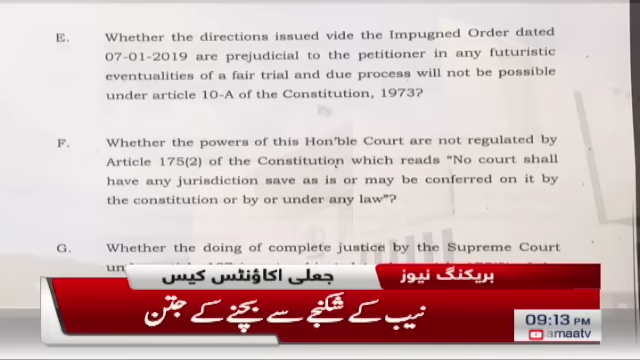 E. Whether the directions issued vide the Impugned Order dated
07-01-2019 are prejudicial to the petitioner in any futuristic
eventualities of a fair trial and due process will not be possible
under article 10-A of the Constitution, 1973?
F. Whether the powers of this Hon'ble Court are not regulated by
Article 175(2) of the Constitution which reads "No court shall
have any jurisdiction save as is or may be conferred on it by
the constitution or by or under any law"?
G. Whether the doing of complete justice by the Supreme Court
بریکنگ نیوز
جعلی اکاؤنٹس کیس
نیب کے شکنجے سے بچنے کے جتن
09:13 PM
amaatv